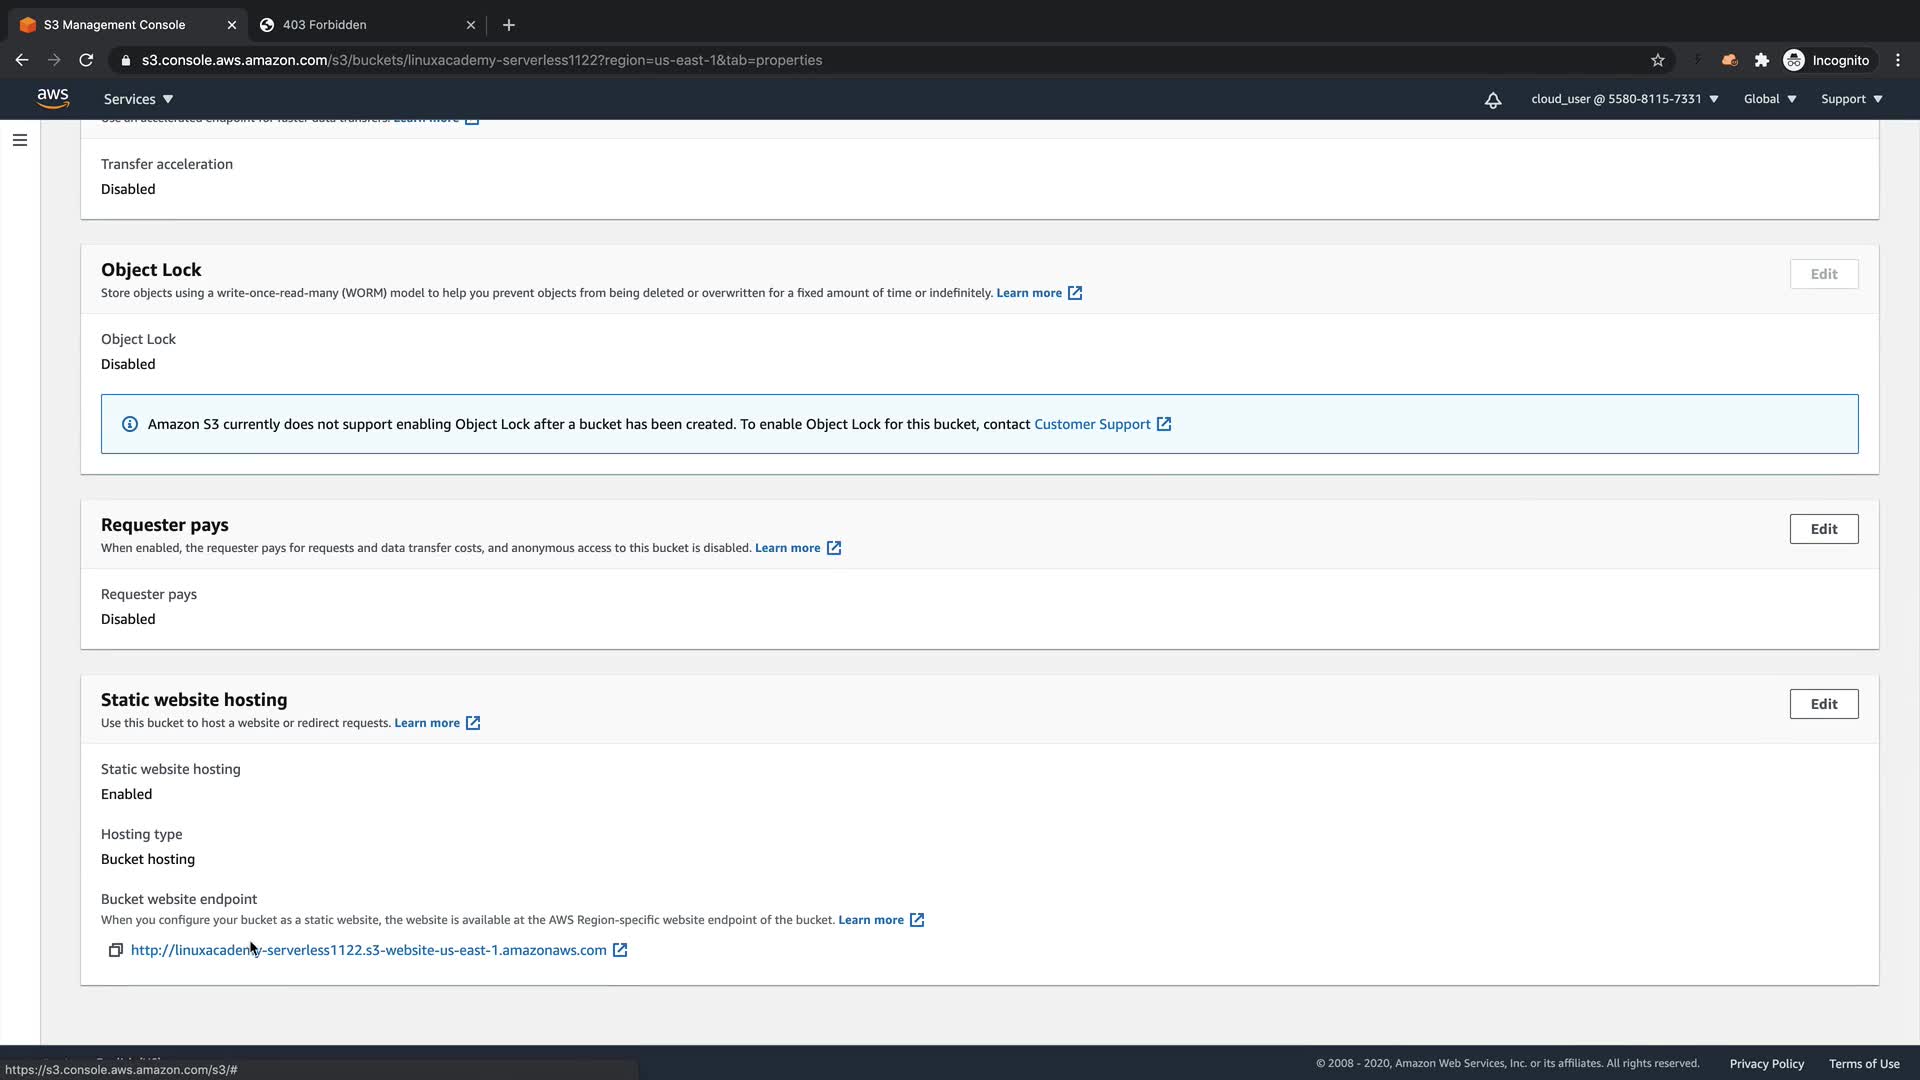 S3 Management Console
403 Forbidden
s3.console.aws.amazon.com/s3/buckets/linuxacademy-serverless1122?region=us-east-1&tab=properties
Incognito
aws
Services
cloud_user @ 5580-8115-7331
Global
Support
Use an accelerated endpoint for faster data transfers. Learn more
Transfer acceleration
Disabled
Object Lock
Edit
Store objects using a write-once-read-many (WORM) model to help you prevent objects from being deleted or overwritten for a fixed amount of time or indefinitely. Learn more
Object Lock
Disabled
Amazon S3 currently does not support enabling Object Lock after a bucket has been created. To enable Object Lock for this bucket, contact Customer Support
Requester pays
Edit
When enabled, the requester pays for requests and data transfer costs, and anonymous access to this bucket is disabled. Learn more
Requester pays
Disabled
Static website hosting
Edit
Use this bucket to host a website or redirect requests. Learn more
Static website hosting
Enabled
Hosting type
Bucket hosting
Bucket website endpoint
When you configure your bucket as a static website, the website is available at the AWS Region-specific website endpoint of the bucket. Learn more
http://linuxacademy-serverless1122.s3-website-us-east-1.amazonaws.com
https://s3.console.aws.amazon.com/s3/#
© 2008 - 2020, Amazon Web Services, Inc. or its affiliates. All rights reserved.
Privacy Policy
Terms of Use